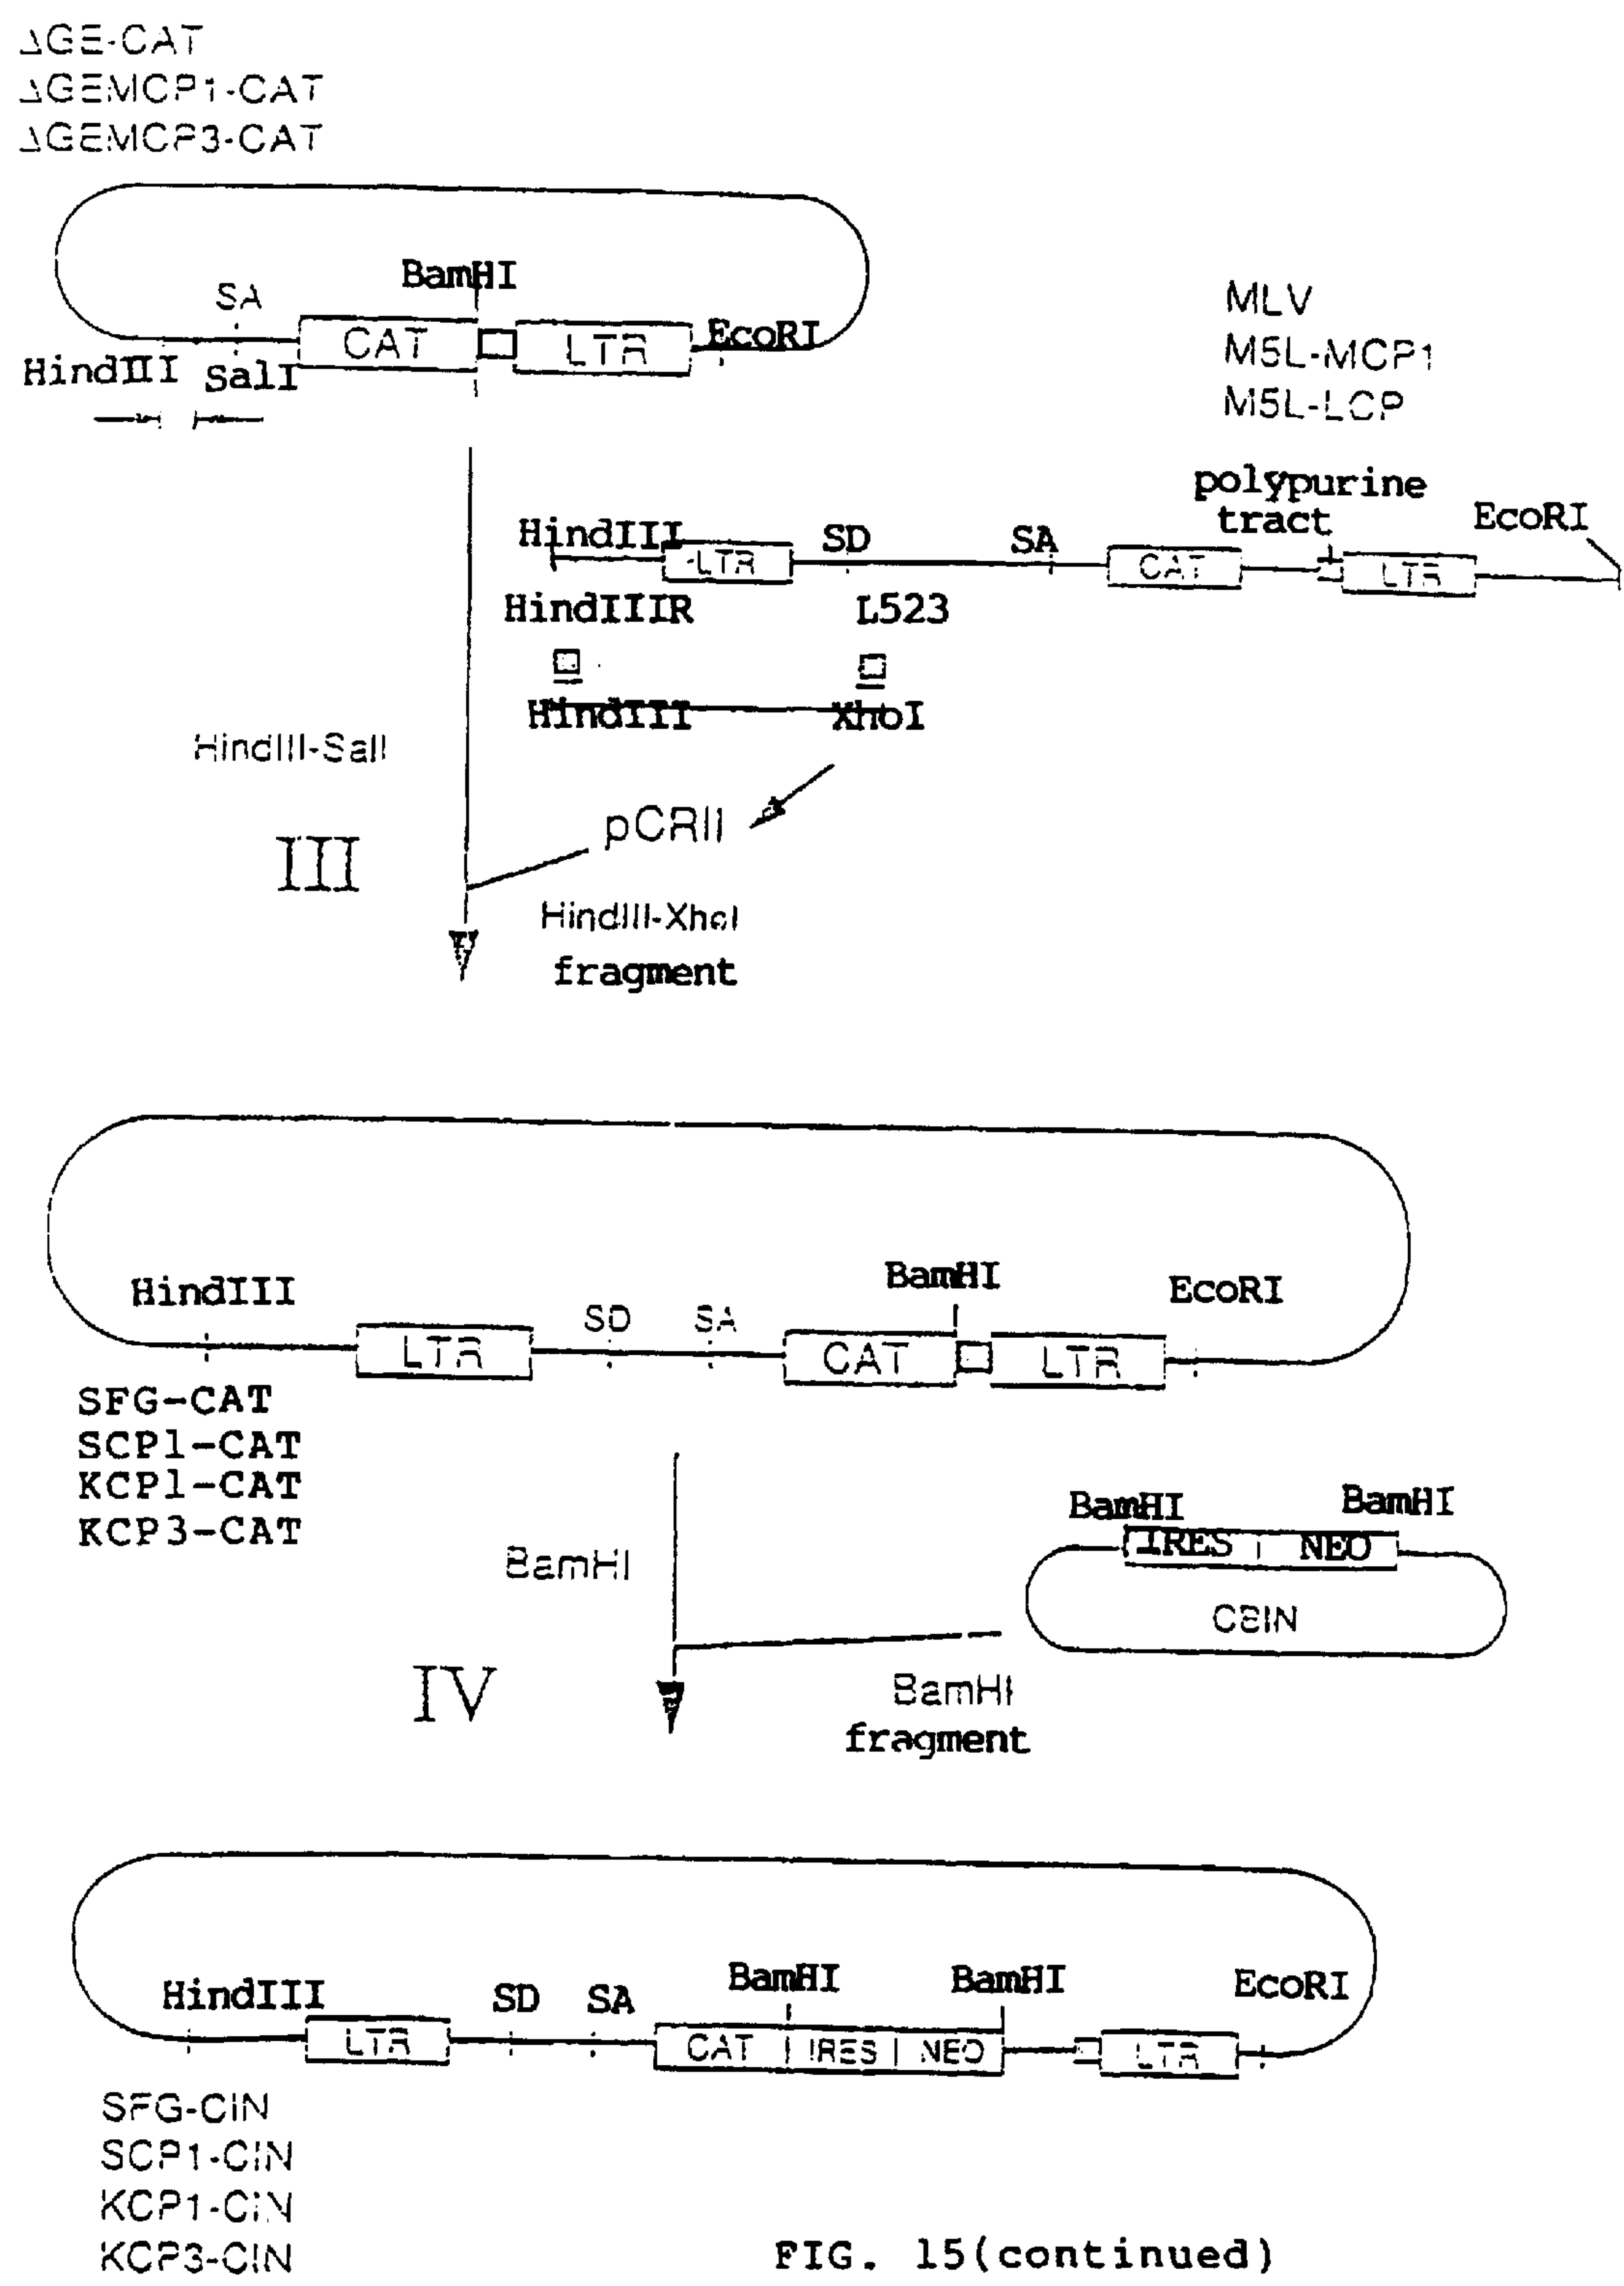 ΔGE-CAT
ΔGEMCP1-CAT
ΔGEMCP3-CAT
BamHI
SA
CAT
LTR
EcoRI
HindIII
SalI
MLV
M5L-MCP1
M5L-LCP
polypurine
tract
EcoRI
HindIII
LTR
SD
SA
CAT
LTR
HindIIIR
L523
HindIII
XhoI
HindIII-SalI
pCRII
III
HindIII-XhoI
fragment
HindIII
BamHI
EcoRI
SD
SA
LTR
CAT
LTR
SFG-CAT
SCP1-CAT
KCP1-CAT
KCP3-CAT
BamHI
BamHI
IRES
NEO
BamHI
CBIN
IV
BamHI
fragment
HindIII
SD
SA
BamHI
BamHI
EcoRI
LTR
CAT
IRES
NEO
LTR
SFG-CIN
SCP1-CIN
KCP1-CIN
KCP3-CIN
FIG. 15(continued)